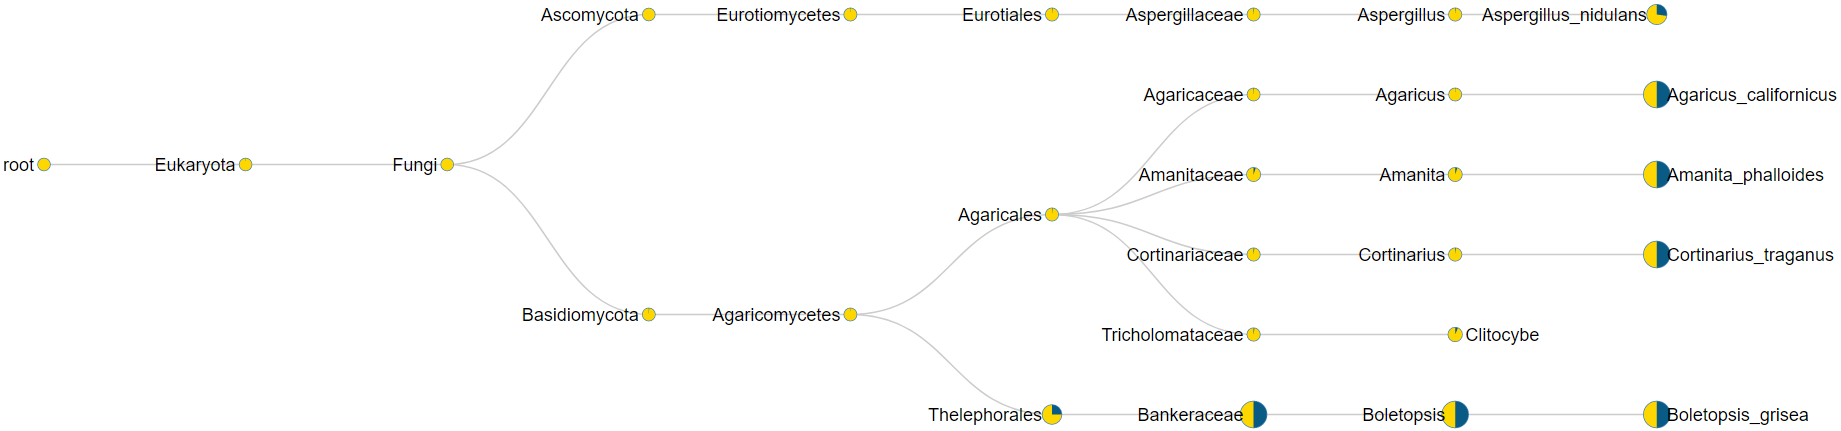 Ascomycota Eurotiomycetes Eurotiales Aspergillaceae Aspergillus Aspergillus_nidulans
Agaricaceae Agaricus Agaricus_californicus
root Eukaryota Fungi
Amanitaceae Amanita Amanita_phalloides
Agaricales
Cortinariaceae Cortinarius Cortinarius_traganus
Basidiomycota Agaricomycetes
Tricholomataceae Clitocybe
Thelephorales Bankeraceae Boletopsis Boletopsis_grisea